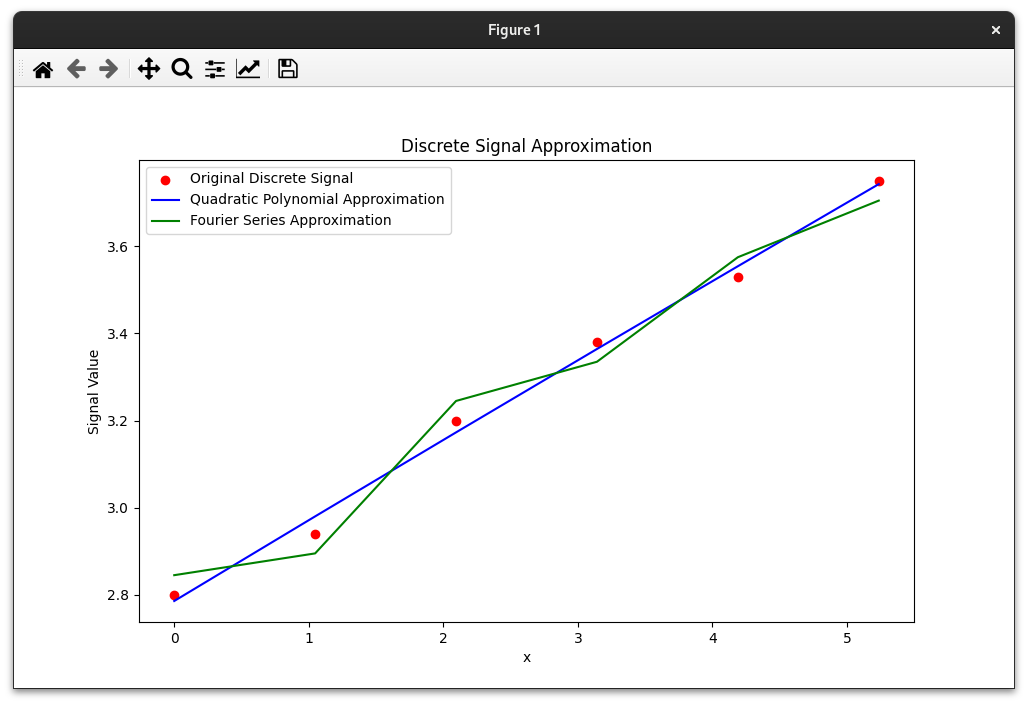 Figure 1
Discrete Signal Approximation
Original Discrete Signal
Quadratic Polynomial Approximation
Fourier Series Approximation
Signal Value
3.6
3.4
3.2
3.0
2.8
0 1 2 3 4 5
x